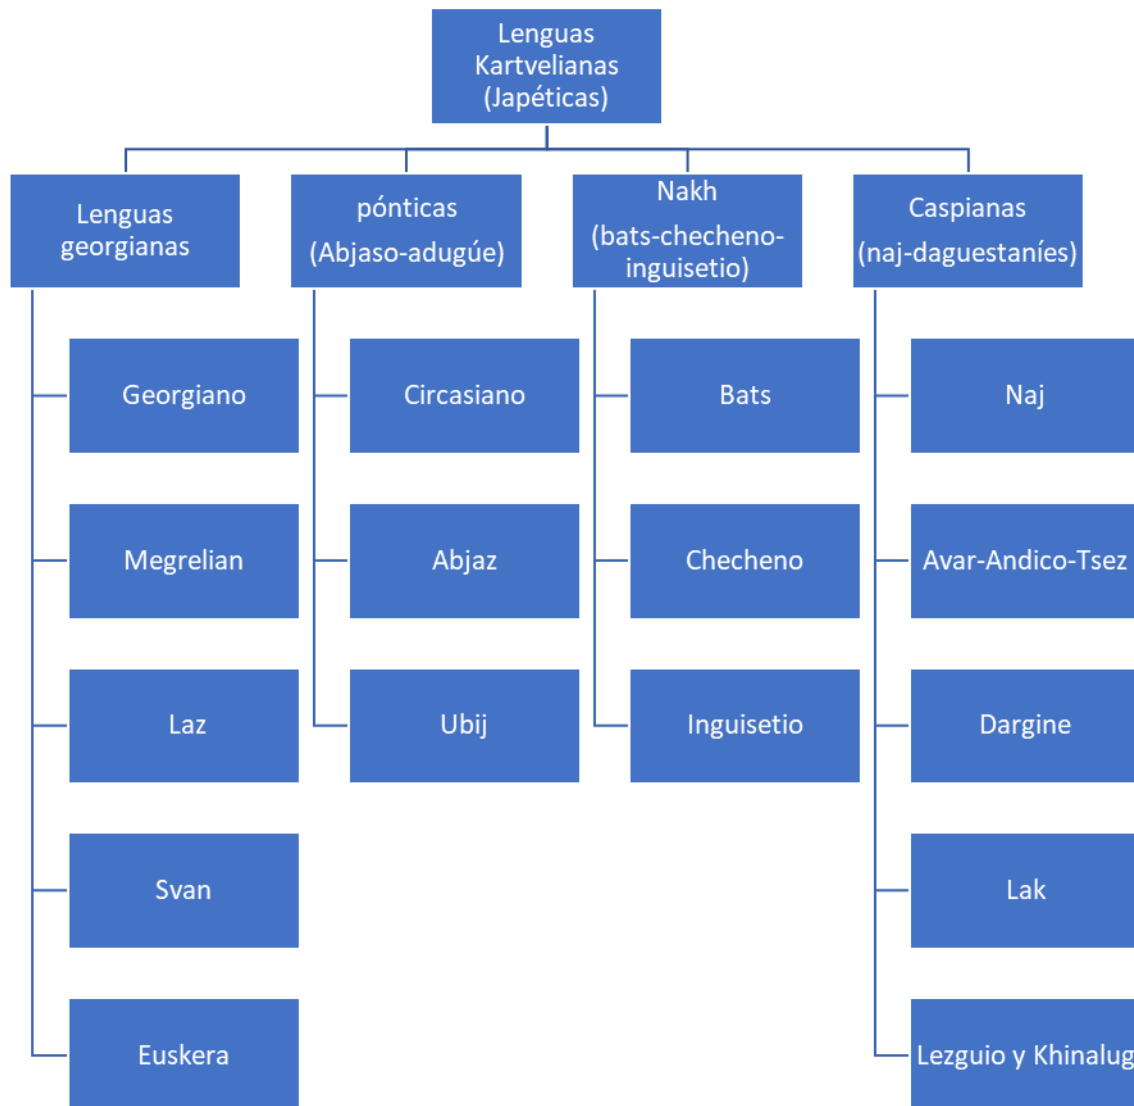 Lenguas
Kartvelianas
(Japéticas)
Lenguas
georgianas
pónticas
(Abjaso-adugúe)
Nakh
(bats-checheno-
inguisetio)
Caspianas
(naj-daguestaníes)
Georgiano
Circasiano
Bats
Naj
Megrelian
Abjaz
Checheno
Avar-Andico-Tsez
Laz
Ubij
Inguisetio
Dargine
Svan
Lak
Euskera
Lezguio y Khinalug